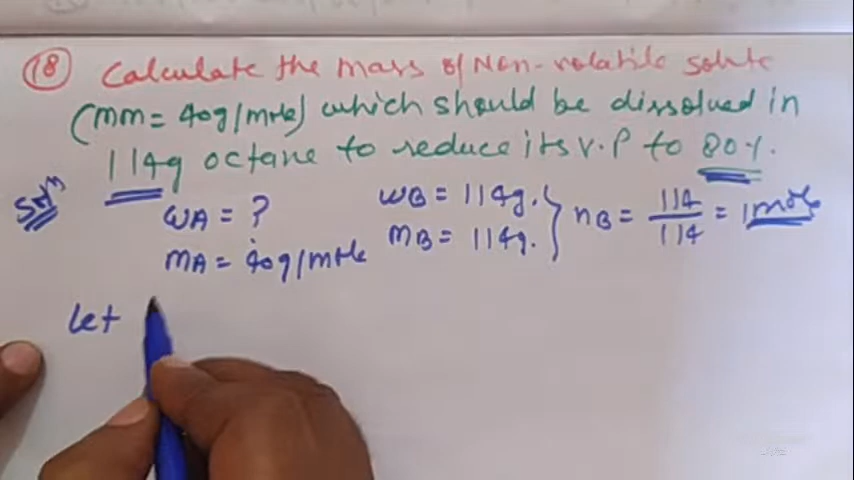 18 Calculate the mass of Non-volatile solute
(mm = 40g/mole) which should be dissolved in
114g octane to reduce its V.P to 80%.
Soln
WA = ? WB = 114g. } nB = 114/114 = 1mole
MA = 40g/mole MB = 114g.
Let